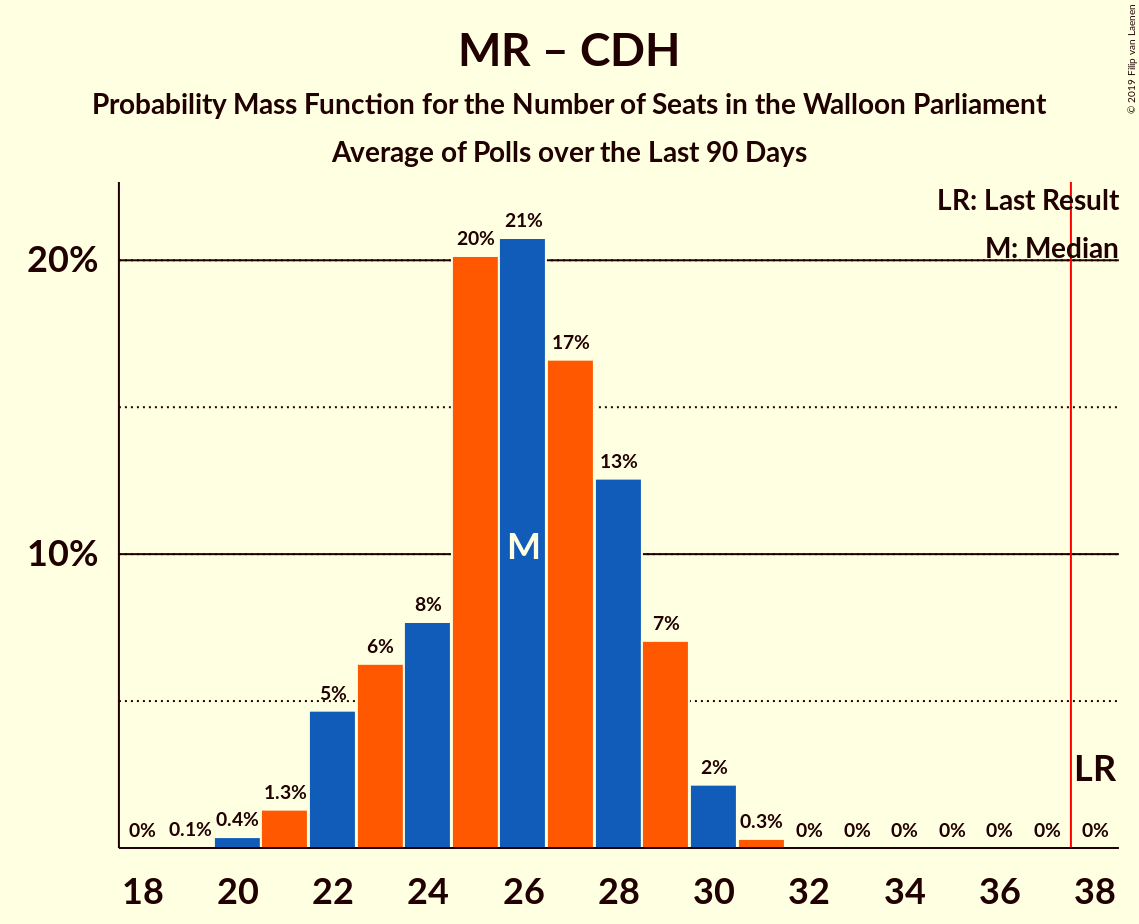 MR – CDH
Probability Mass Function for the Number of Seats in the Walloon Parliament
Average of Polls over the Last 90 Days
© 2019 Filip van Laenen
LR: Last Result
M: Median
20%
10%
0%
0.1%
0.4%
1.3%
5%
6%
8%
20%
21%
17%
13%
7%
2%
0.3%
0%
0%
0%
0%
0%
0%
0%
M
LR
18 20 22 24 26 28 30 32 34 36 38